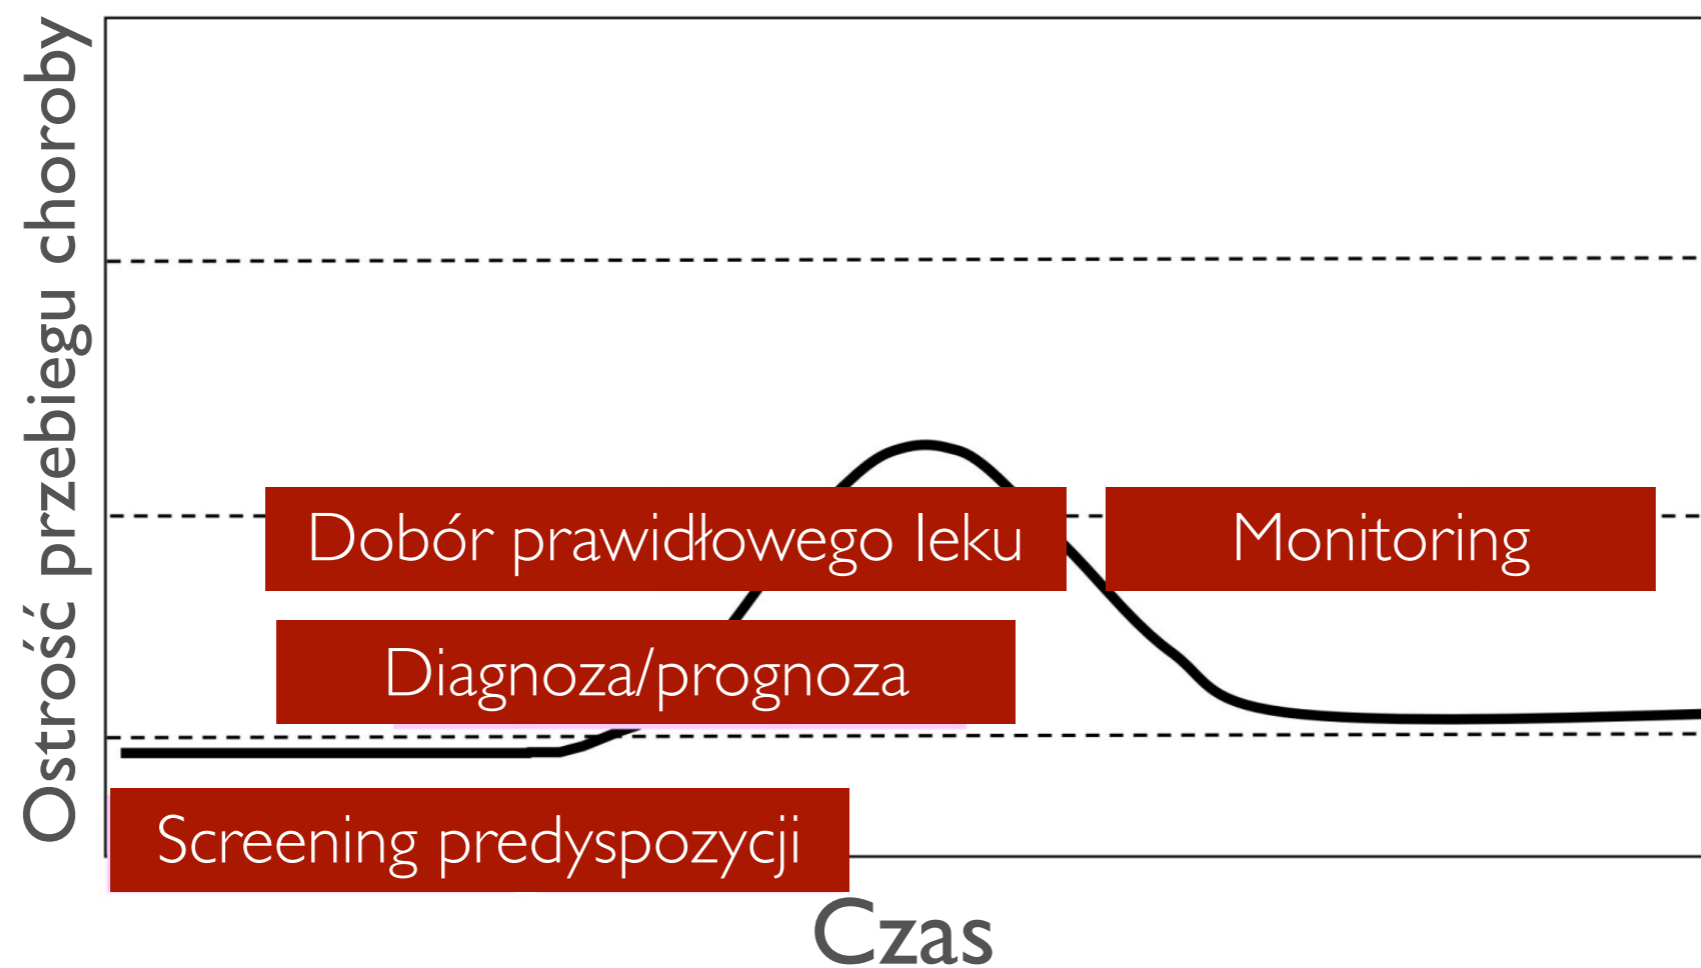 Ostrość przebiegu choroby
Dobór prawidłowego leku
Monitoring
Diagnoza/prognoza
Screening predyspozycji
Czas